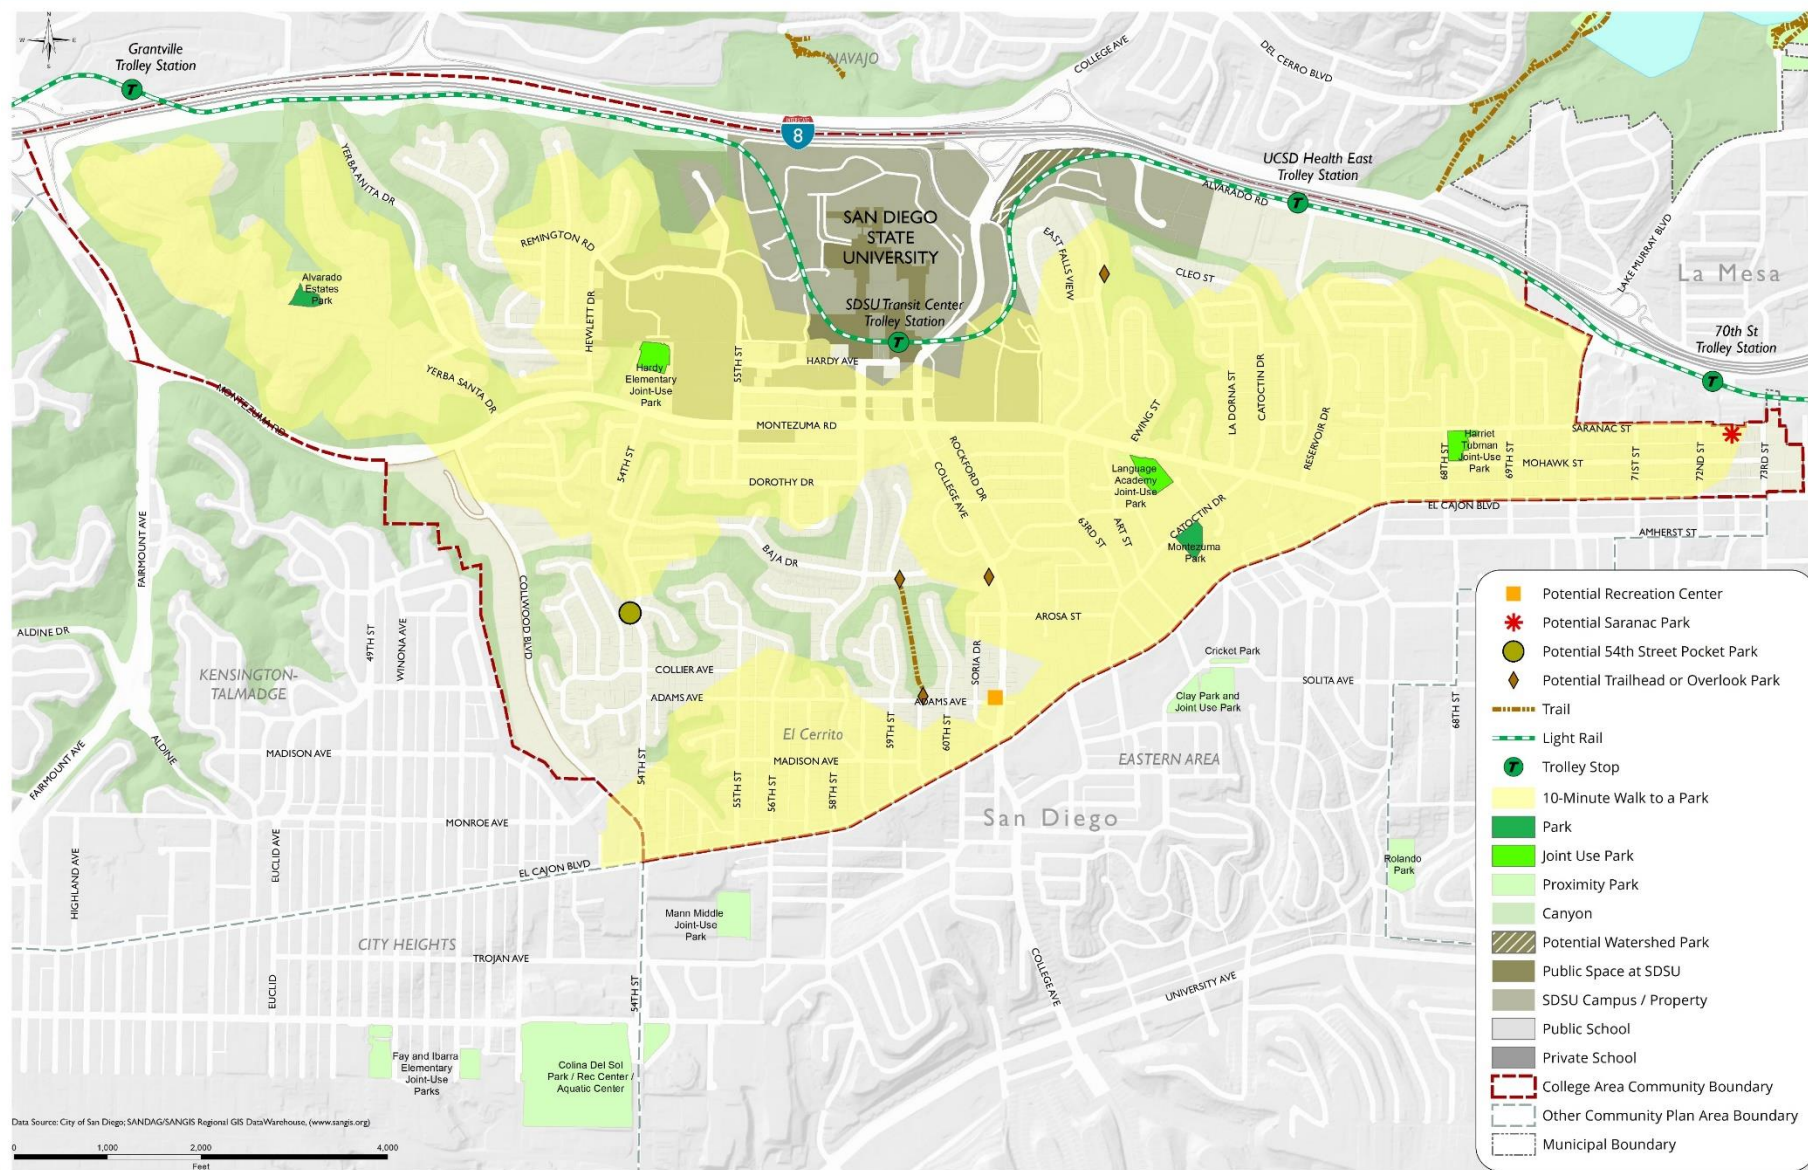 N
W
E
S
Grantville
Trolley Station
NAVAJO
COLLEGE AVE
DEL CERRO BLVD
INTERSTATE
8
YERBA ANITA DR
UCSD Health East
Trolley Station
ALVARADO RD
SAN DIEGO
STATE
UNIVERSITY
REMINGTON RD
EAST FALLS VIEW
CLEO ST
LAKE MURRAY BLVD
La Mesa
Alvarado
Estates
Park
HEWLETT DR
SDSU Transit Center
Trolley Station
70th St
Trolley Station
55TH ST
HARDY AVE
Hardy
Elementary
Joint-Use
Park
YERBA SANTA DR
LA DORNA ST
CATOCTIN DR
MONTEZUMA RD
MONTEZUMA RD
EWING ST
RESERVOIR DR
SARANAC ST
54TH ST
ROCKFORD DR
COLLEGE AVE
Language
Academy
Joint-Use
Park
68TH ST
Harriet
Tubman
Joint-Use
Park
69TH ST
MOHAWK ST
71ST ST
72ND ST
73RD ST
DOROTHY DR
EL CAJON BLVD
CATOCTIN DR
63RD ST
ART ST
AMHERST ST
FAIRMOUNT AVE
BAJA DR
Montezuma
Park
COLLWOOD BLVD
AROSA ST
ALDINE DR
49TH ST
WINONA AVE
KENSINGTON-
TALMADGE
COLLIER AVE
SORIA DR
Cricket Park
SOLITA AVE
ADAMS AVE
ADAMS AVE
Clay Park and
Joint Use Park
68TH ST
59TH ST
60TH ST
El Cerrito
ALDINE
MADISON AVE
MADISON AVE
EASTERN AREA
FAIRMOUNT AVE
54TH ST
55TH ST
56TH ST
58TH ST
MONROE AVE
San Diego
HIGHLAND AVE
EUCLID AVE
EL CAJON BLVD
Rolando
Park
Mann Middle
Joint-Use
Park
CITY HEIGHTS
TROJAN AVE
EUCLID
54TH ST
COLLEGE AVE
UNIVERSITY AVE
Fay and Ibarra
Elementary
Joint-Use
Parks
Colina Del Sol
Park / Rec Center /
Aquatic Center
Potential Recreation Center
Potential Saranac Park
Potential 54th Street Pocket Park
Potential Trailhead or Overlook Park
Trail
Light Rail
T Trolley Stop
10-Minute Walk to a Park
Park
Joint Use Park
Proximity Park
Canyon
Potential Watershed Park
Public Space at SDSU
SDSU Campus / Property
Public School
Private School
College Area Community Boundary
Other Community Plan Area Boundary
Municipal Boundary
Data Source: City of San Diego; SANDAG/SANGIS Regional GIS DataWarehouse, (www.sangis.org)
0 1,000 2,000 4,000
Feet